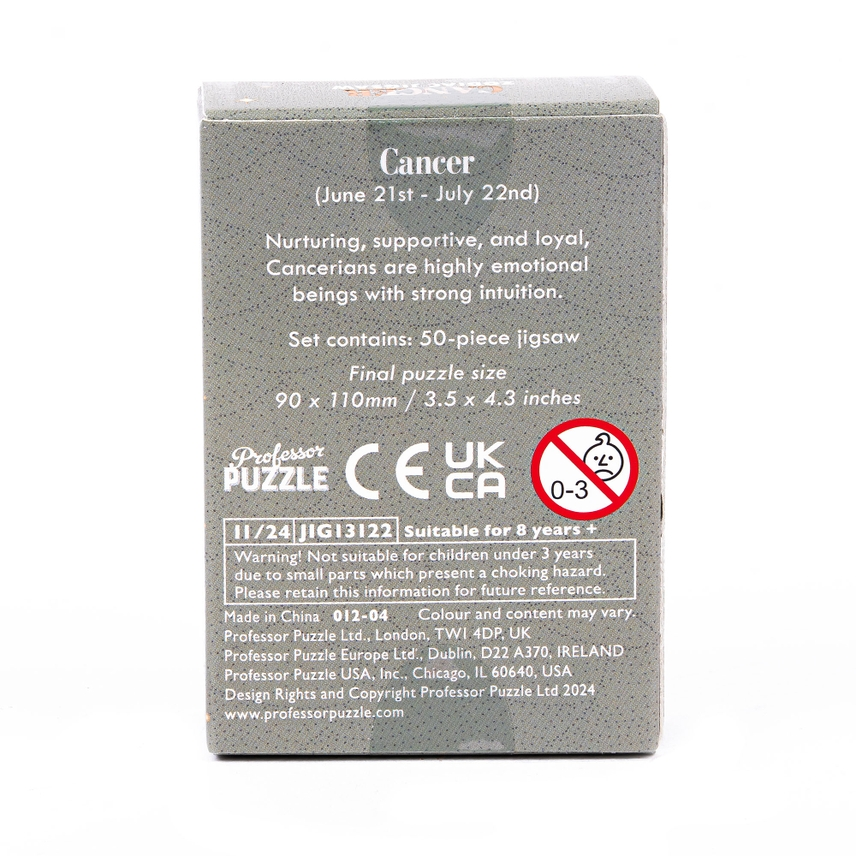 CANCER
Cancer
(June 21st - July 22nd)
Nurturing, supportive, and loyal,
Cancerians are highly emotional
beings with strong intuition.
Set contains: 50-piece jigsaw
Final puzzle size
90 x 110mm / 3.5 x 4.3 inches
Professor
PUZZLE
CE
UK
CA
0-3
11/24 JIG13122 Suitable for 8 years +
Warning! Not suitable for children under 3 years
due to small parts which present a choking hazard.
Please retain this information for future reference.
Made in China 012-04 Colour and content may vary.
Professor Puzzle Ltd., London, TW1 4DP, UK
Professor Puzzle Europe Ltd., Dublin, D22 A370, IRELAND
Professor Puzzle USA, Inc., Chicago, IL 60640, USA
Design Rights and Copyright Professor Puzzle Ltd 2024
www.professorpuzzle.com